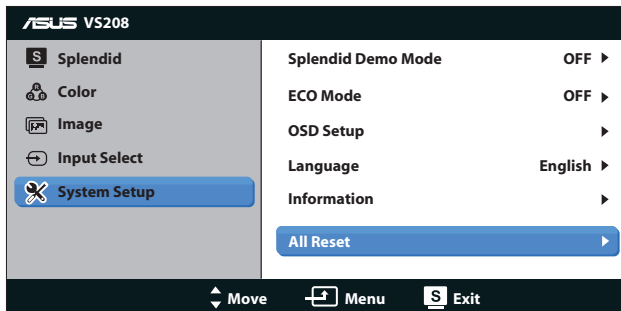 ASUS VS208
S Splendid
Color
Image
Input Select
System Setup
Splendid Demo Mode OFF
ECO Mode OFF
OSD Setup
Language English
Information
All Reset
Move Menu S Exit